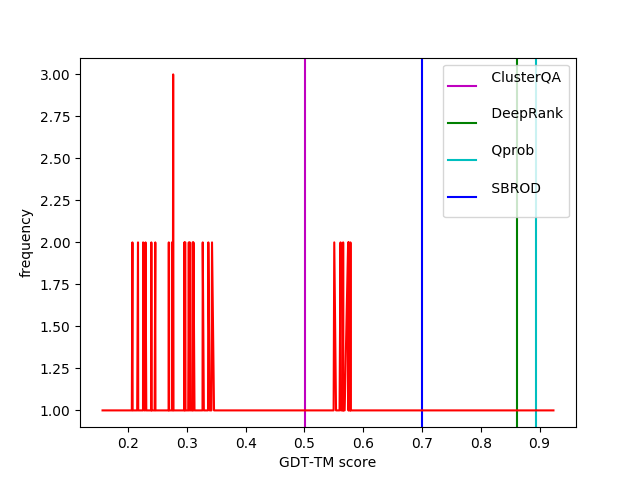 3.00
2.75
2.50
2.25
2.00
1.75
1.50
1.25
1.00
frequency
ClusterQA
DeepRank
Qprob
SBROD
0.2 0.3 0.4 0.5 0.6 0.7 0.8 0.9
GDT-TM score